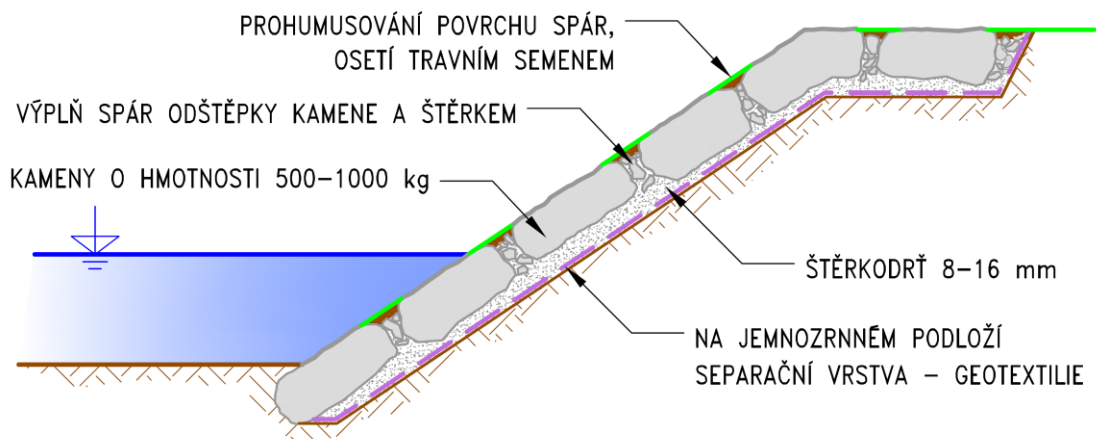 PROHUMUSOVÁNÍ POVRCHU SPÁR,
OSETÍ TRAVNÍM SEMENEM
VÝPLŇ SPÁR ODŠTĚPKY KAMENE A ŠTĚRKEM
KAMENY O HMOTNOSTI 500–1000 kg
ŠTĚRKODRŤ 8–16 mm
NA JEMNOZRNNÉM PODLOŽÍ
SEPARAČNÍ VRSTVA – GEOTEXTILIE